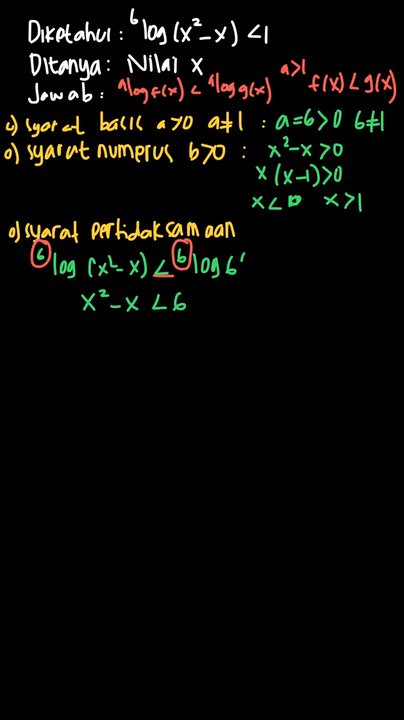 Diketahui : ⁶log(x²-x) <1
Ditanya: Nilai x
Jawab : ᵃlog f(x) < ᵃlog g(x) a>1 f(x) < g(x)
o) syarat basis a>0 a≠1 : a=6>0 6≠1
o) syarat numerus b>0 : x²-x >0
x (x-1)>0
x<0 x>1
o) syarat pertidaksamaan
⁶log (x²-x) < ⁶log 6¹
x²-x <6